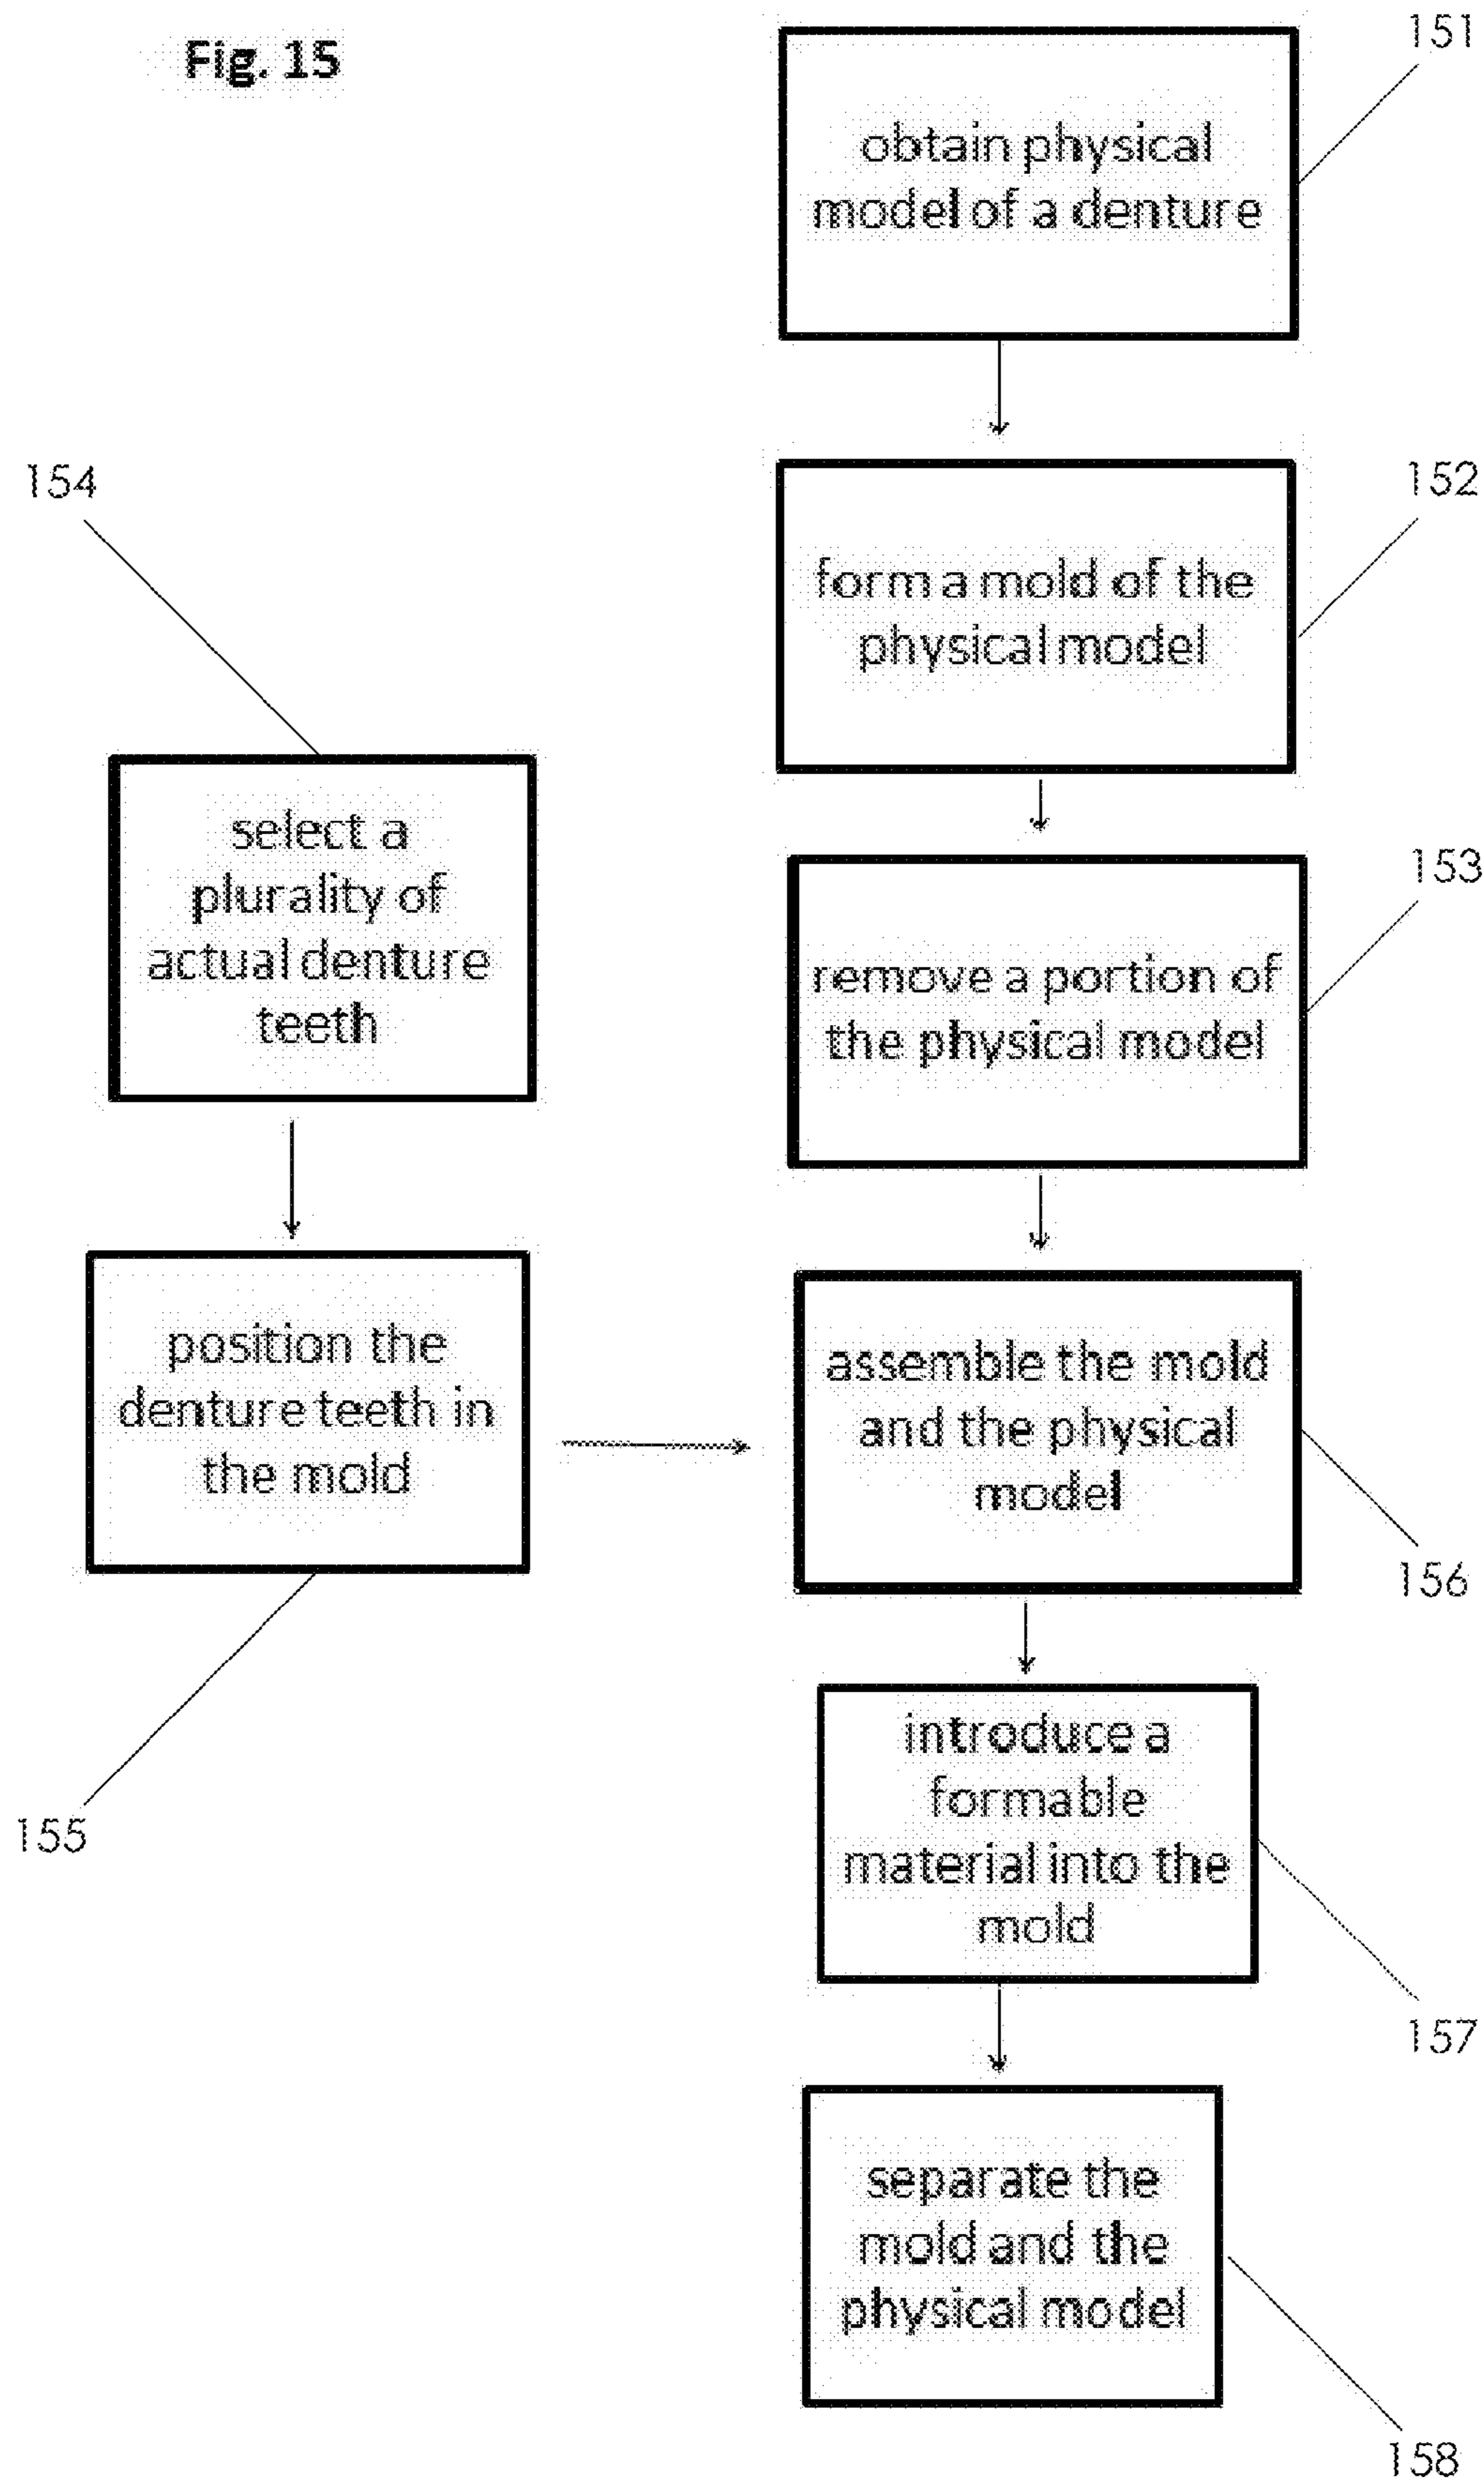 Fig. 15
151
obtain physical
model of a denture
152
form a mold of the
physical model
153
remove a portion of
the physical model
154
select a
plurality of
actual denture
teeth
155
position the
denture teeth in
the mold
156
assemble the mold
and the physical
model
157
introduce a
formable
material into the
mold
158
separate the
mold and the
physical model